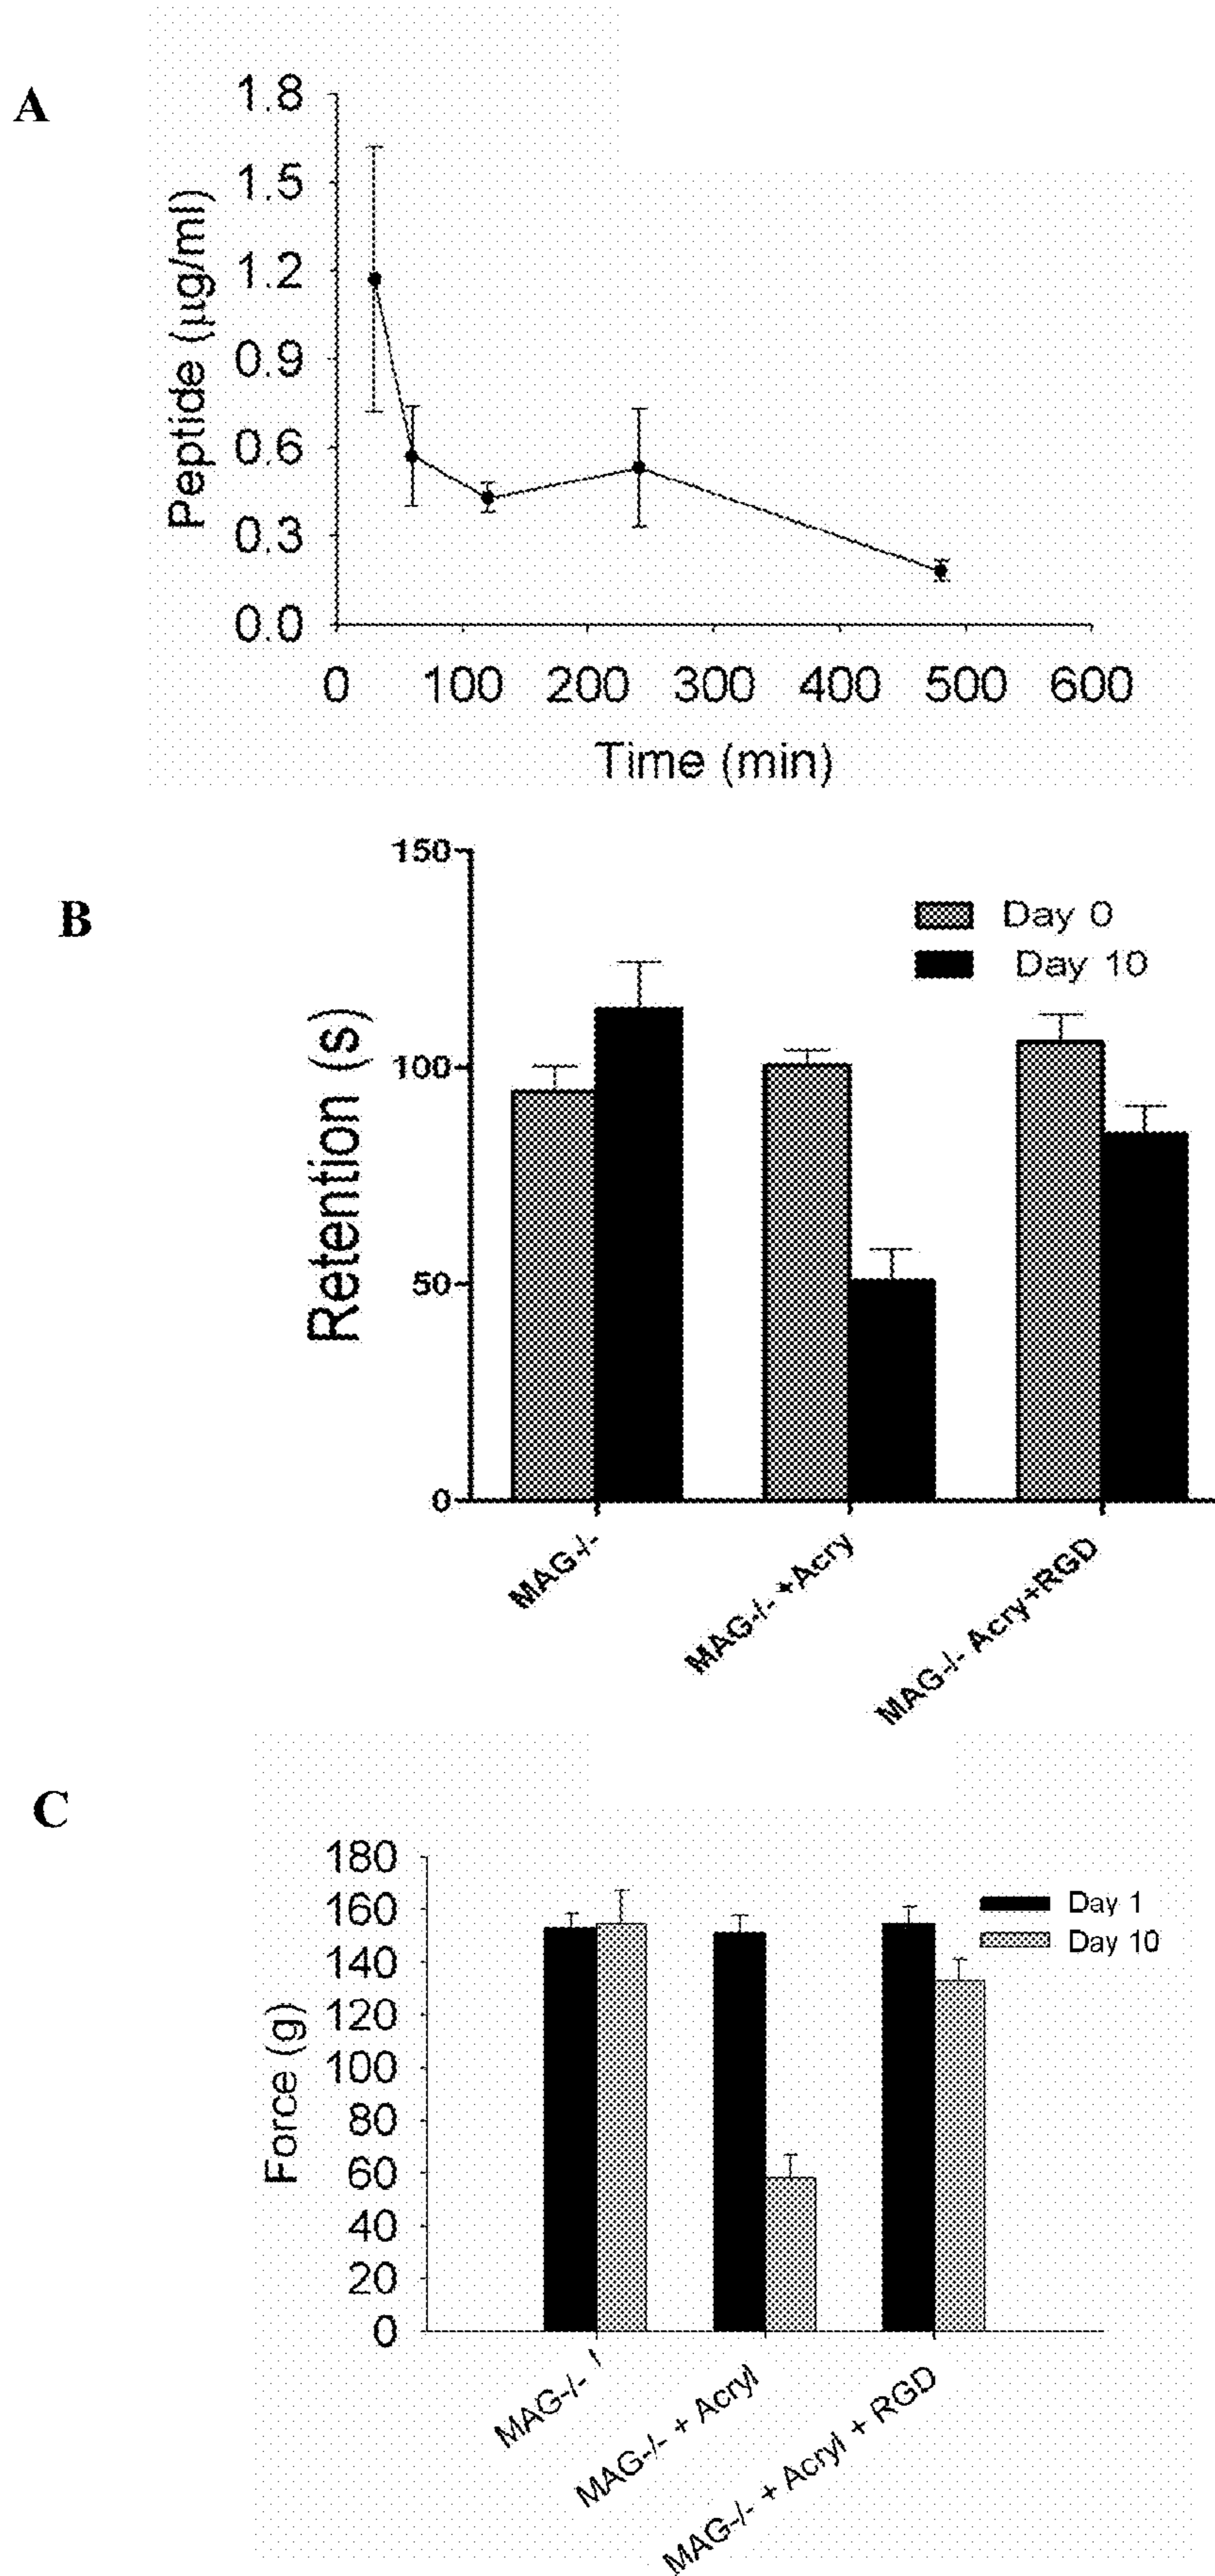 A
1.8
1.5
1.2
0.9
0.6
0.3
0.0
Peptide (µg/ml)
0 100 200 300 400 500 600
Time (min)
B
150
100
50
0
Retention (s)
Day 0
Day 10
MAG-/-
MAG-/- +Acry
MAG-/- Acry+RGD
C
180
160
140
120
100
80
60
40
20
0
Force (g)
Day 1
Day 10
MAG-/-
MAG-/- + Acryl
MAG-/- + Acryl + RGD